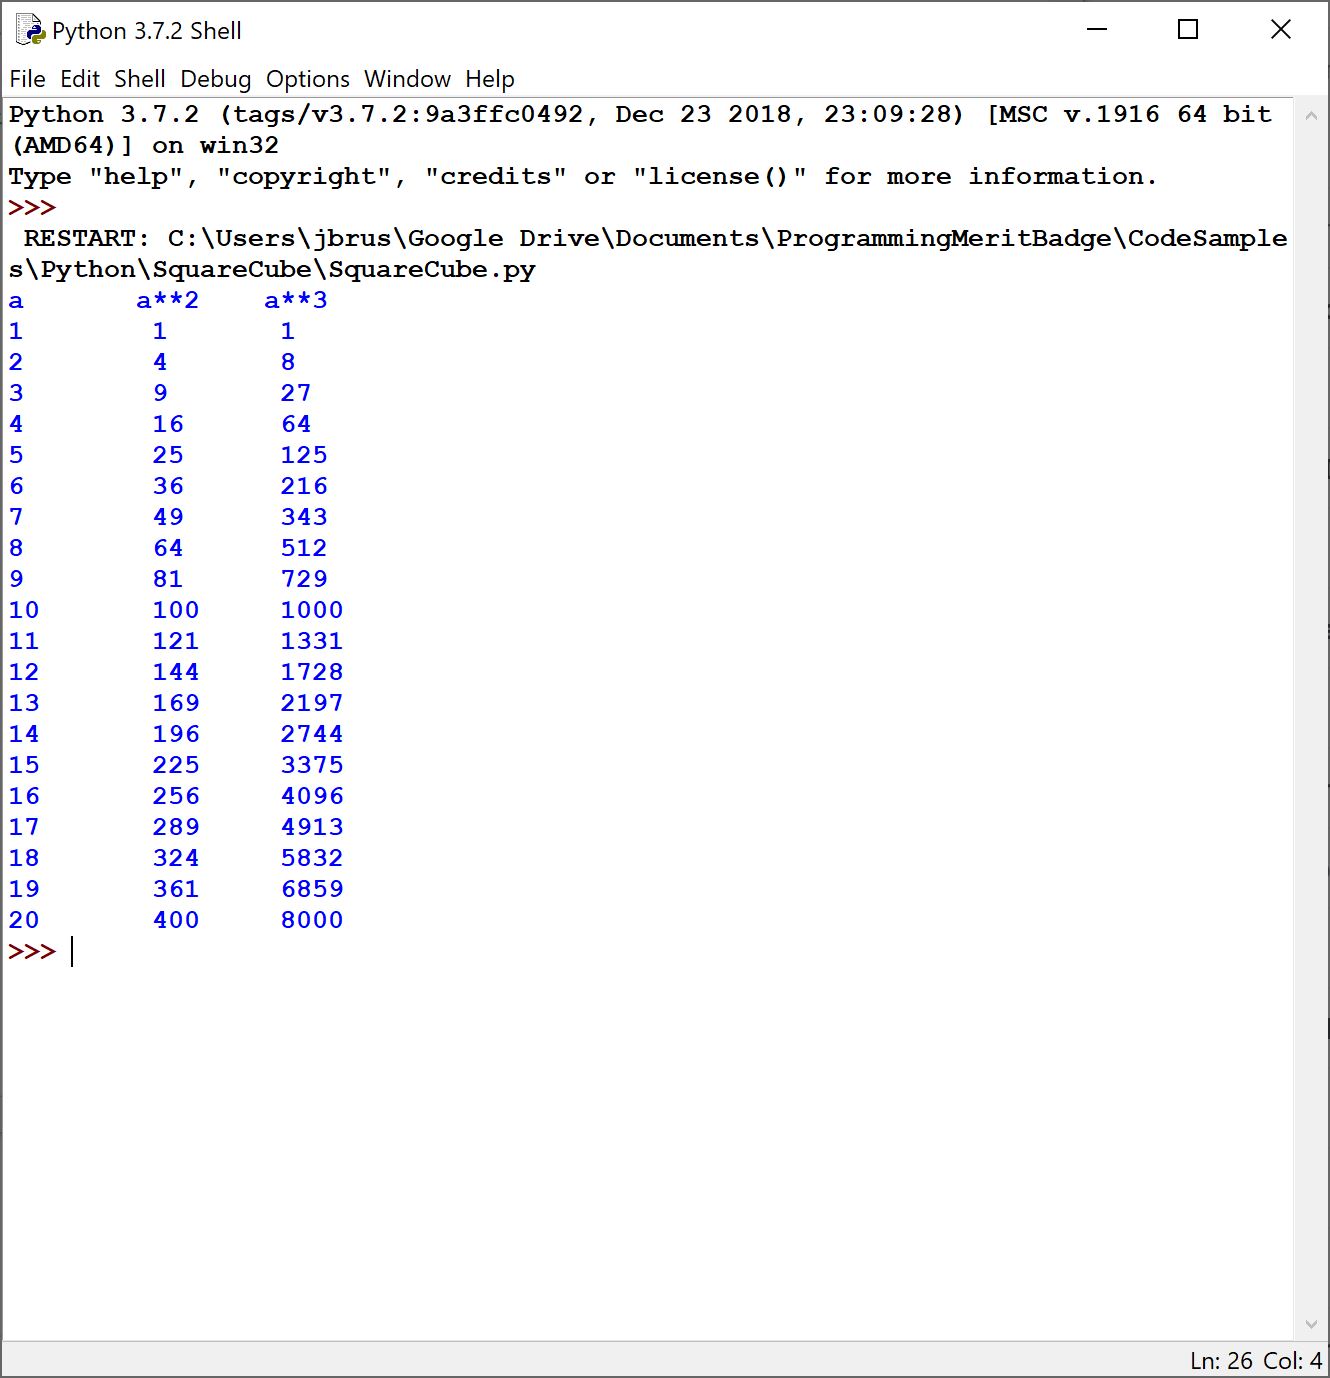 Python 3.7.2 Shell
File Edit Shell Debug Options Window Help
Python 3.7.2 (tags/v3.7.2:9a3ffc0492, Dec 23 2018, 23:09:28) [MSC v.1916 64 bit
(AMD64)] on win32
Type "help", "copyright", "credits" or "license()" for more information.
>>>
 RESTART: C:\Users\jbrus\Google Drive\Documents\ProgrammingMeritBadge\CodeSample
s\Python\SquareCube\SquareCube.py
a       a**2    a**3
1        1       1
2        4       8
3        9       27
4        16      64
5        25      125
6        36      216
7        49      343
8        64      512
9        81      729
10       100     1000
11       121     1331
12       144     1728
13       169     2197
14       196     2744
15       225     3375
16       256     4096
17       289     4913
18       324     5832
19       361     6859
20       400     8000
>>>
Ln: 26 Col: 4